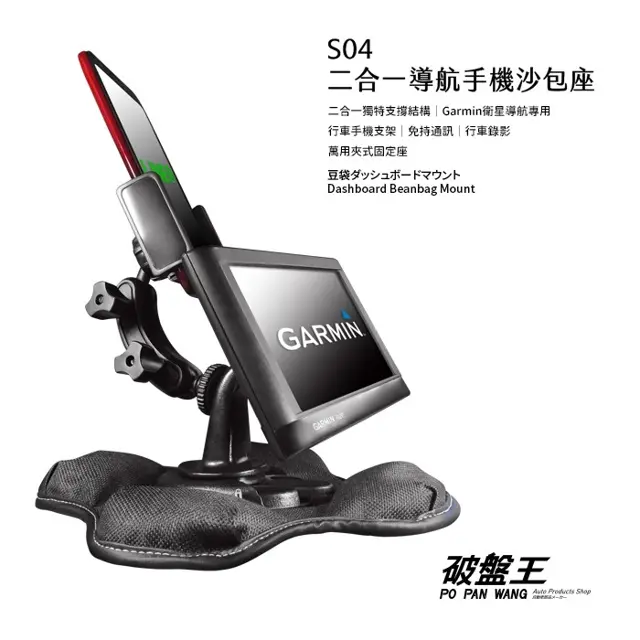 S04
二合一導航手機沙包座
二合一獨特支撐結構｜Garmin衛星導航專用
行車手機支架｜免持通訊｜行車錄影
萬用夾式固定座
豆袋ダッシュボードマウント
Dashboard Beanbag Mount
GARMIN
GARMIN
破盤王
PO PAN WANG
Auto Products Shop